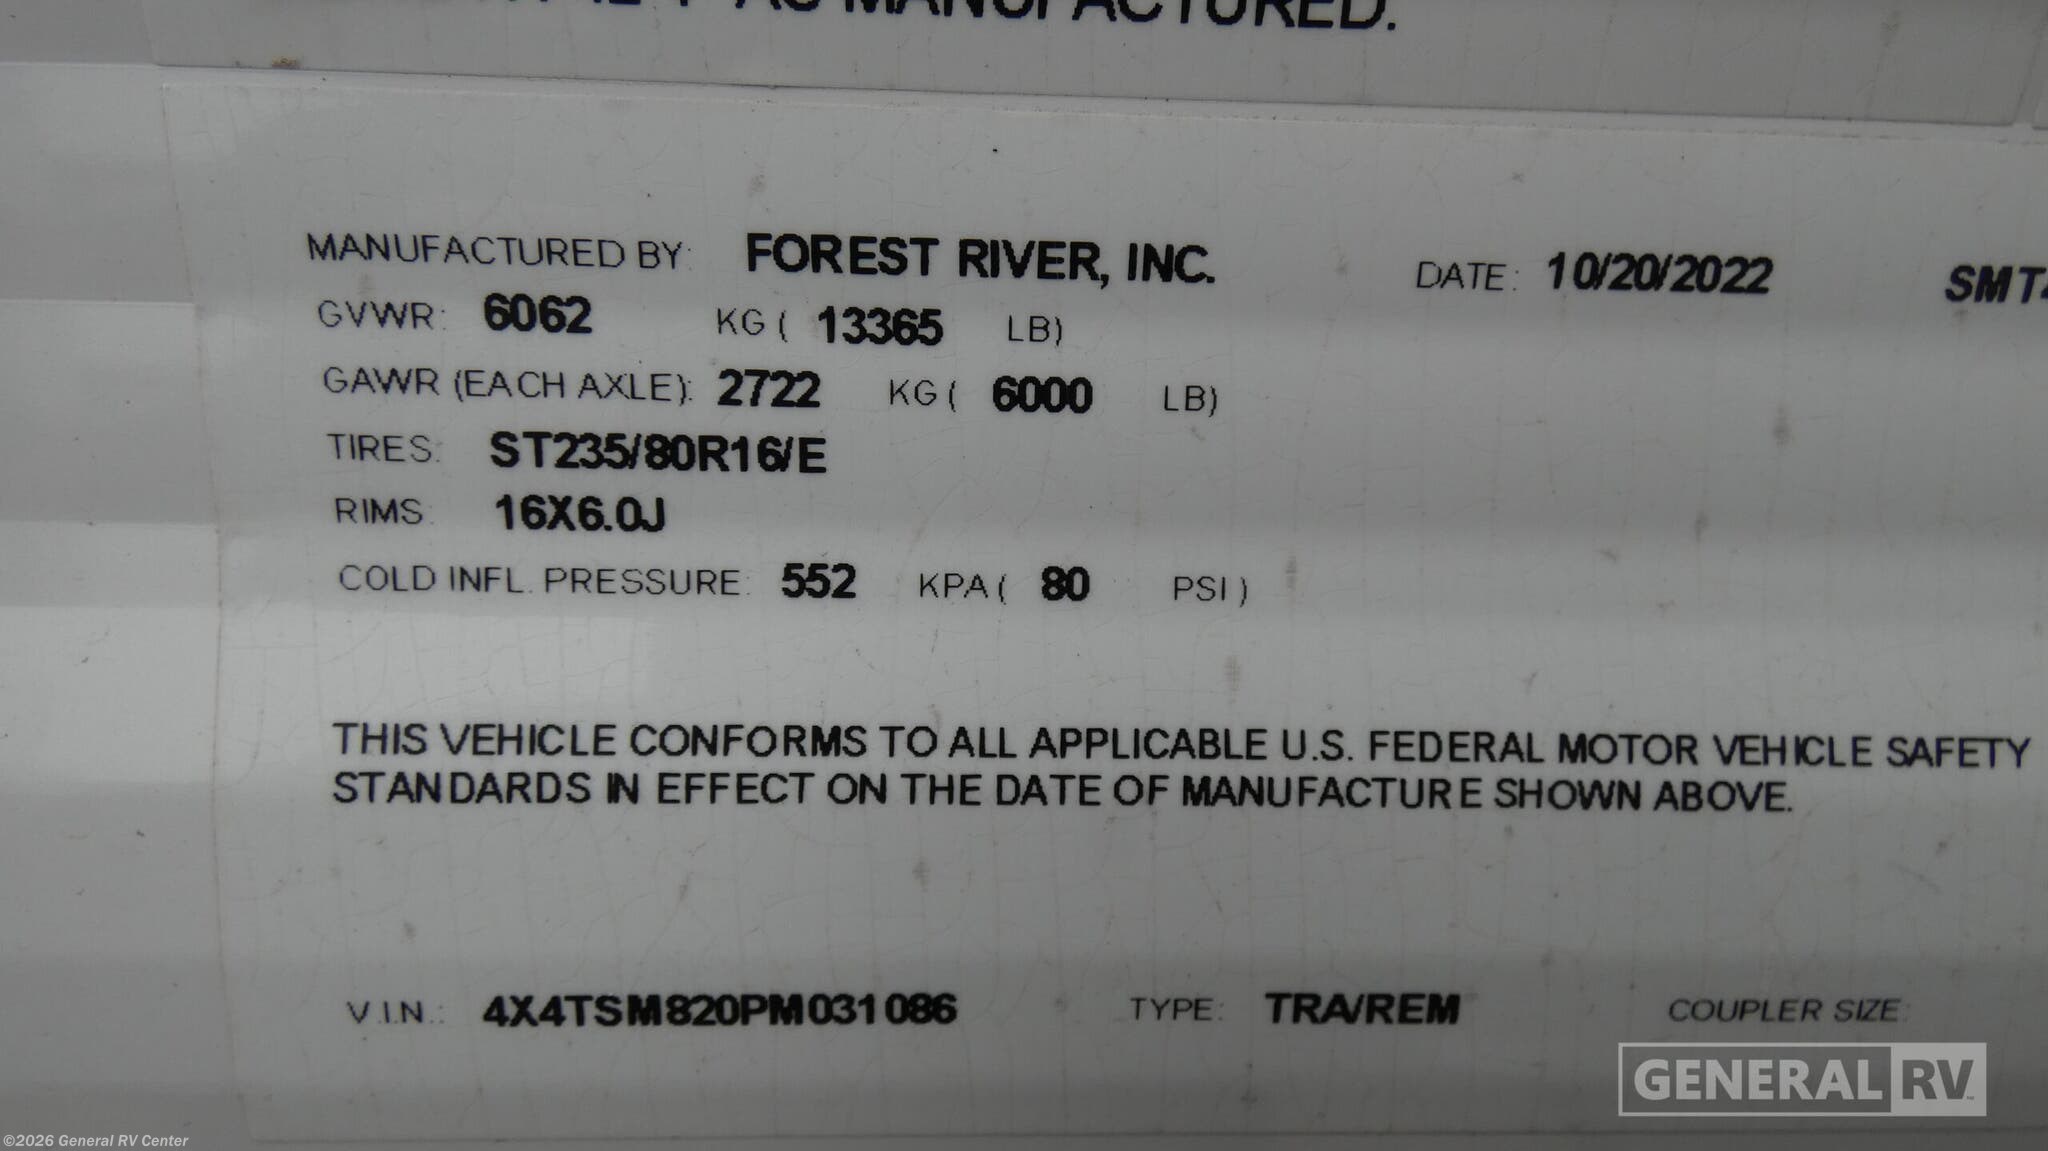 AS MANUFACTURED.
MANUFACTURED BY: FOREST RIVER, INC. DATE: 10/20/2022 SMT
GVWR: 6062 KG ( 13365 LB)
GAWR (EACH AXLE): 2722 KG ( 6000 LB)
TIRES: ST235/80R16/E
RIMS: 16X6.0J
COLD INFL. PRESSURE: 552 KPA ( 80 PSI )
THIS VEHICLE CONFORMS TO ALL APPLICABLE U.S. FEDERAL MOTOR VEHICLE SAFETY
STANDARDS IN EFFECT ON THE DATE OF MANUFACTURE SHOWN ABOVE.
V.I.N.: 4X4TSM820PM031086 TYPE: TRA/REM COUPLER SIZE:
GENERAL RV
©2026 General RV Center